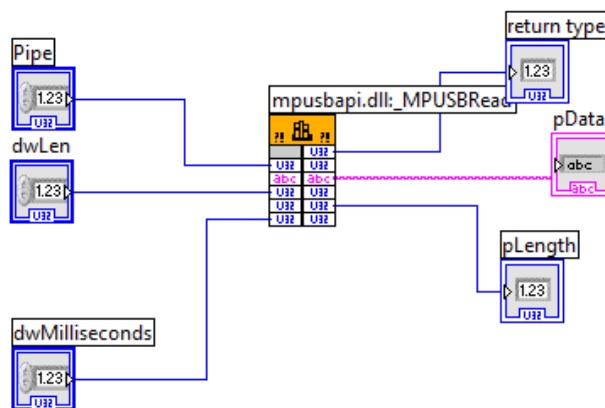 return type
Pipe
1.23
U32
1.23
U32
mpusbapi.dll:_MPUSBRead
pData
dwLen
?!
?!
U32
U32
U32
abc
abc
abc
abc
1.23
U32
U32
U32
U32
U32
U32
pLength
1.23
U32
dwMilliseconds
1.23
U32